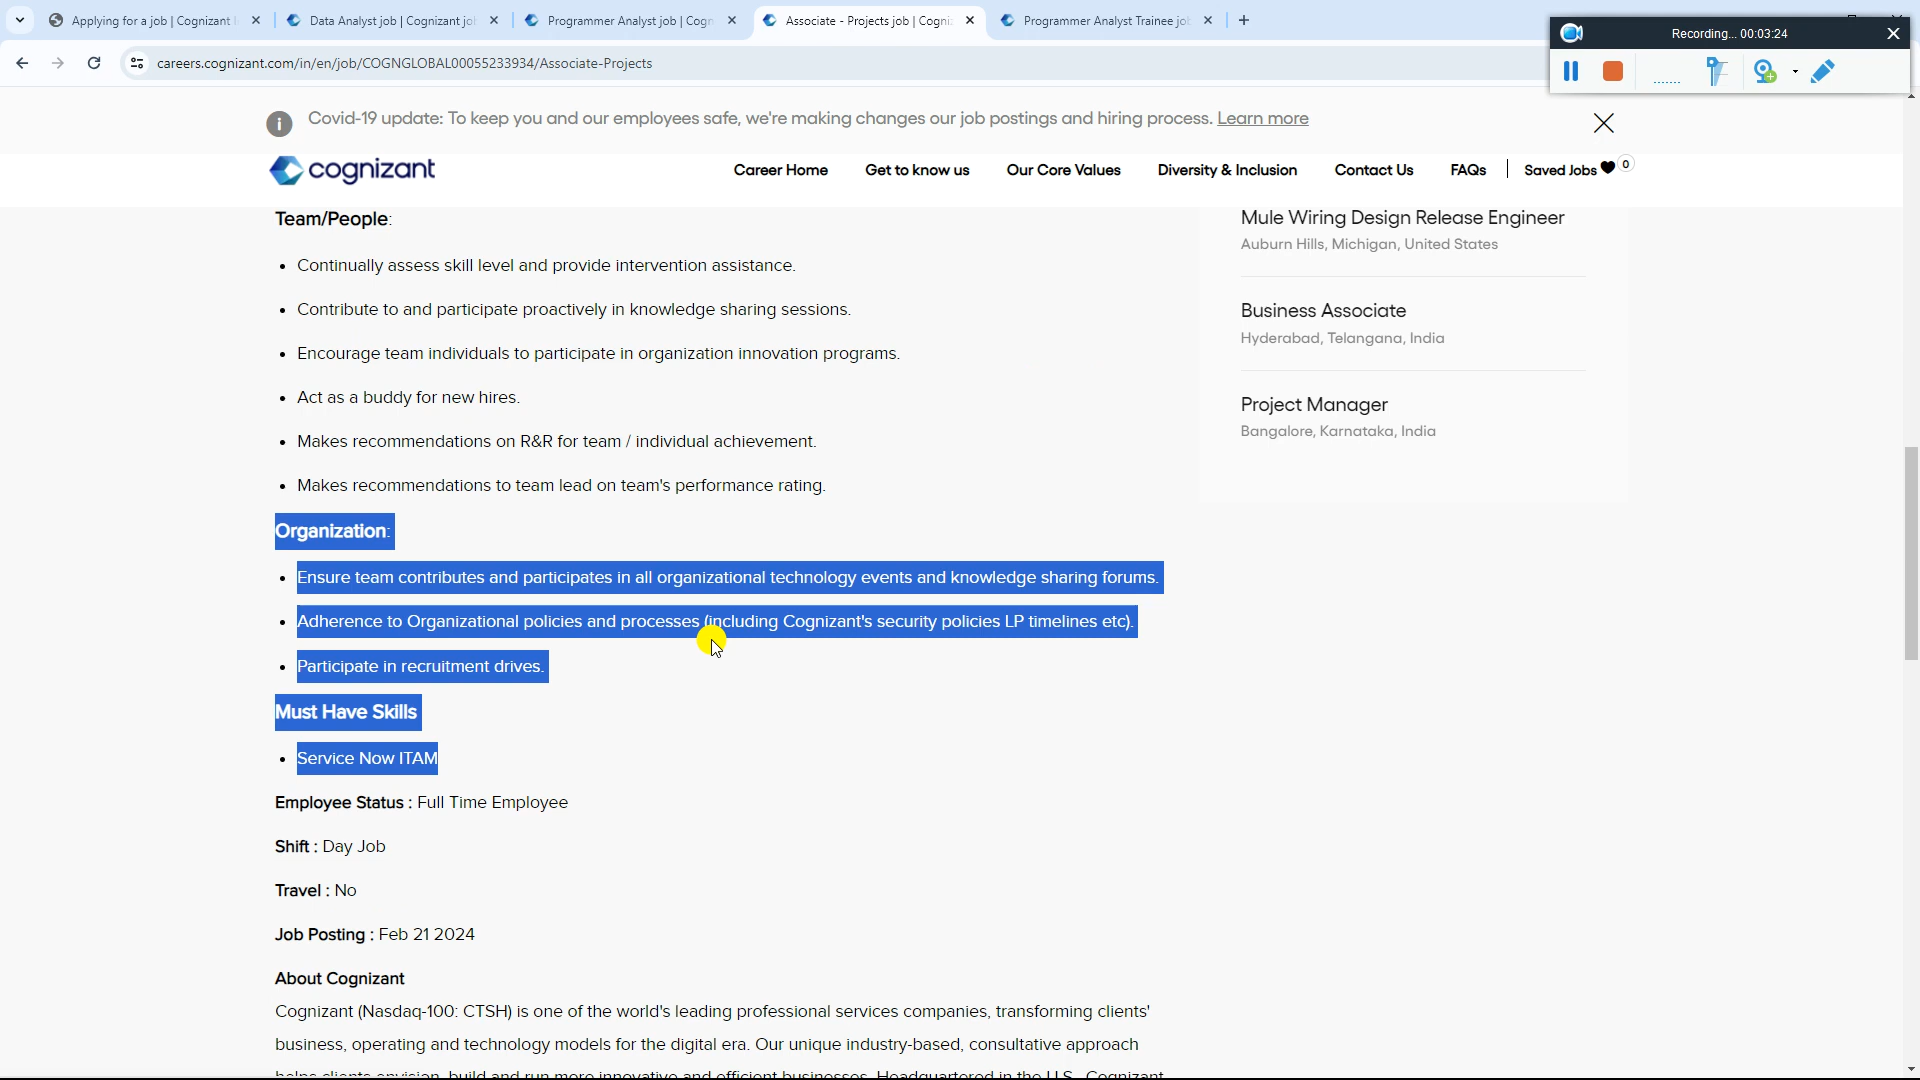 Applying for a job | Cognizant
Data Analyst job | Cognizant
Programmer Analyst job | Cogn
Associate - Projects job | Cogni
Programmer Analyst Trainee jo
careers.cognizant.com/in/en/job/COGNGLOBAL00055233934/Associate-Projects
Recording... 00:03:24
Covid-19 update: To keep you and our employees safe, we're making changes our job postings and hiring process. Learn more
cognizant
Career Home
Get to know us
Our Core Values
Diversity & Inclusion
Contact Us
FAQs
Saved Jobs 0
Team/People:
• Continually assess skill level and provide intervention assistance.
• Contribute to and participate proactively in knowledge sharing sessions.
• Encourage team individuals to participate in organization innovation programs.
• Act as a buddy for new hires.
• Makes recommendations on R&R for team / individual achievement.
• Makes recommendations to team lead on team's performance rating.
Organization:
• Ensure team contributes and participates in all organizational technology events and knowledge sharing forums.
• Adherence to Organizational policies and processes (including Cognizant's security policies LP timelines etc).
• Participate in recruitment drives.
Must Have Skills
• Service Now ITAM
Employee Status : Full Time Employee
Shift : Day Job
Travel : No
Job Posting : Feb 21 2024
About Cognizant
Cognizant (Nasdaq-100: CTSH) is one of the world's leading professional services companies, transforming clients'
business, operating and technology models for the digital era. Our unique industry-based, consultative approach
helps clients envision, build and run more innovative and efficient businesses. Headquartered in the U.S., Cognizant
Mule Wiring Design Release Engineer
Auburn Hills, Michigan, United States
Business Associate
Hyderabad, Telangana, India
Project Manager
Bangalore, Karnataka, India